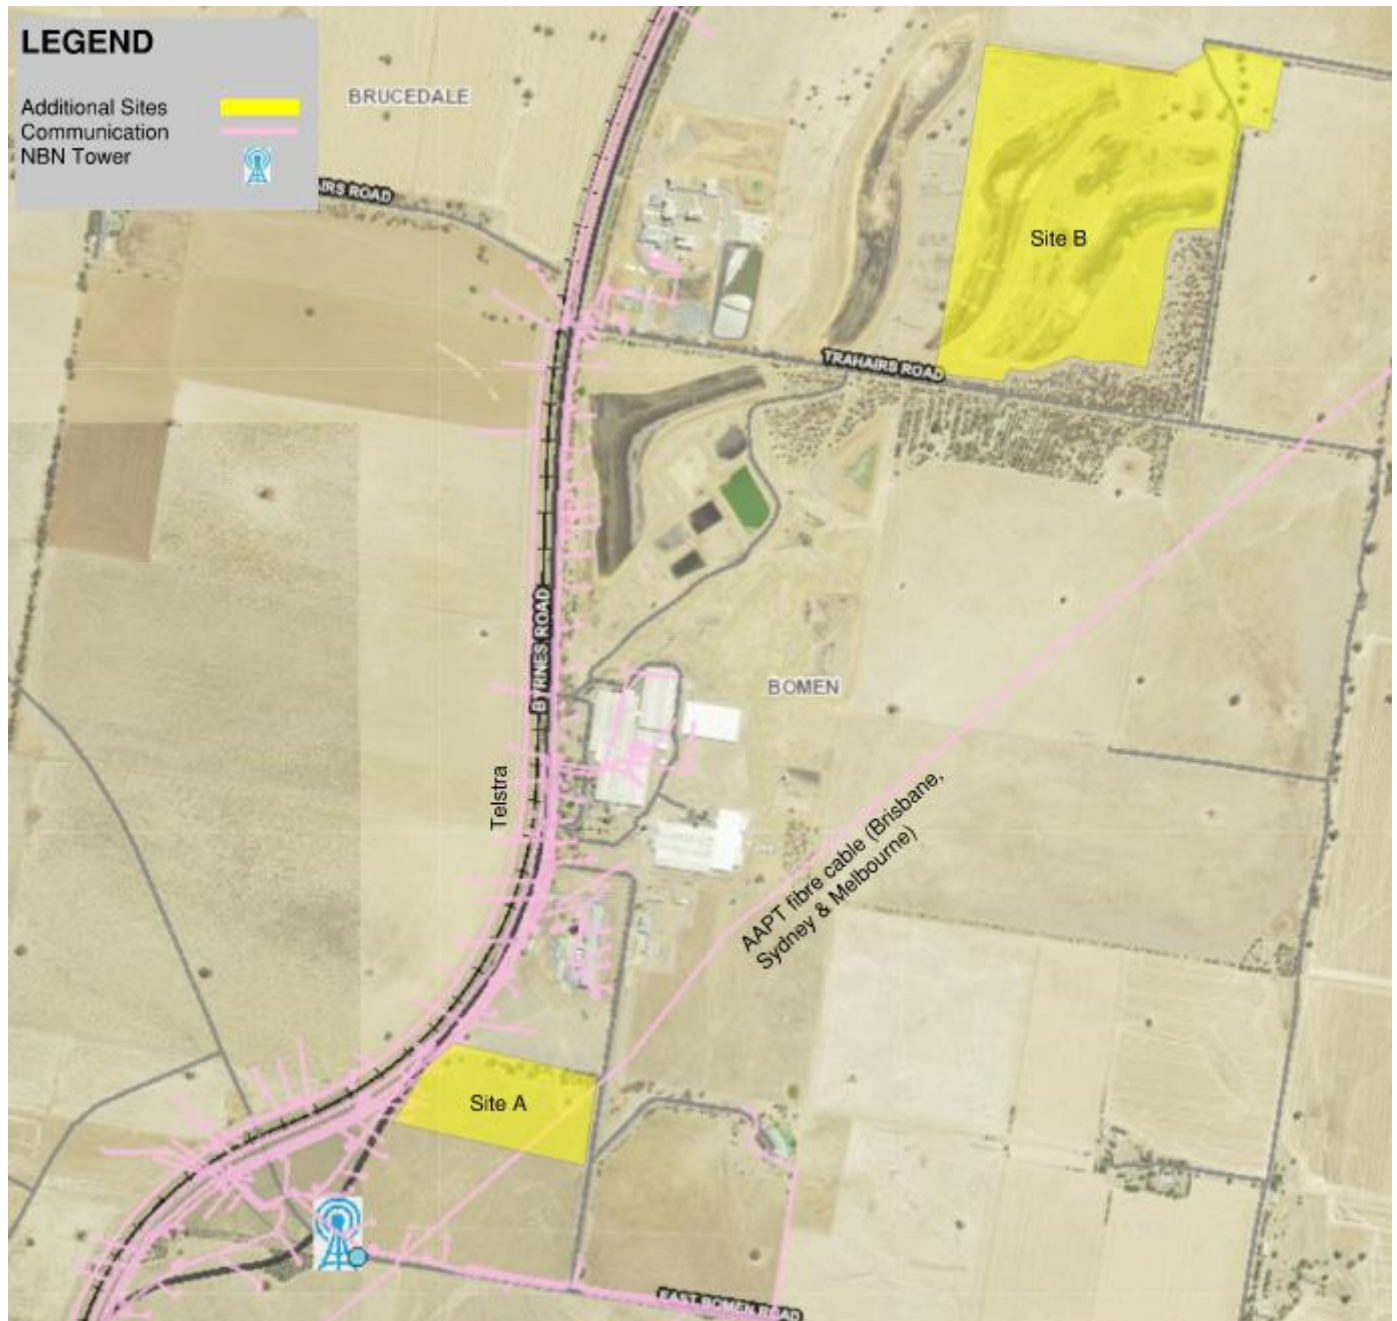 LEGEND
Additional Sites
Communication
NBN Tower
BRUCEDALE
AIRS ROAD
Site B
TRAHAIRS ROAD
BYRNES ROAD
BOMEN
Telstra
AAPT fibre cable (Brisbane,
Sydney & Melbourne)
Site A
EAST BOMEN ROAD